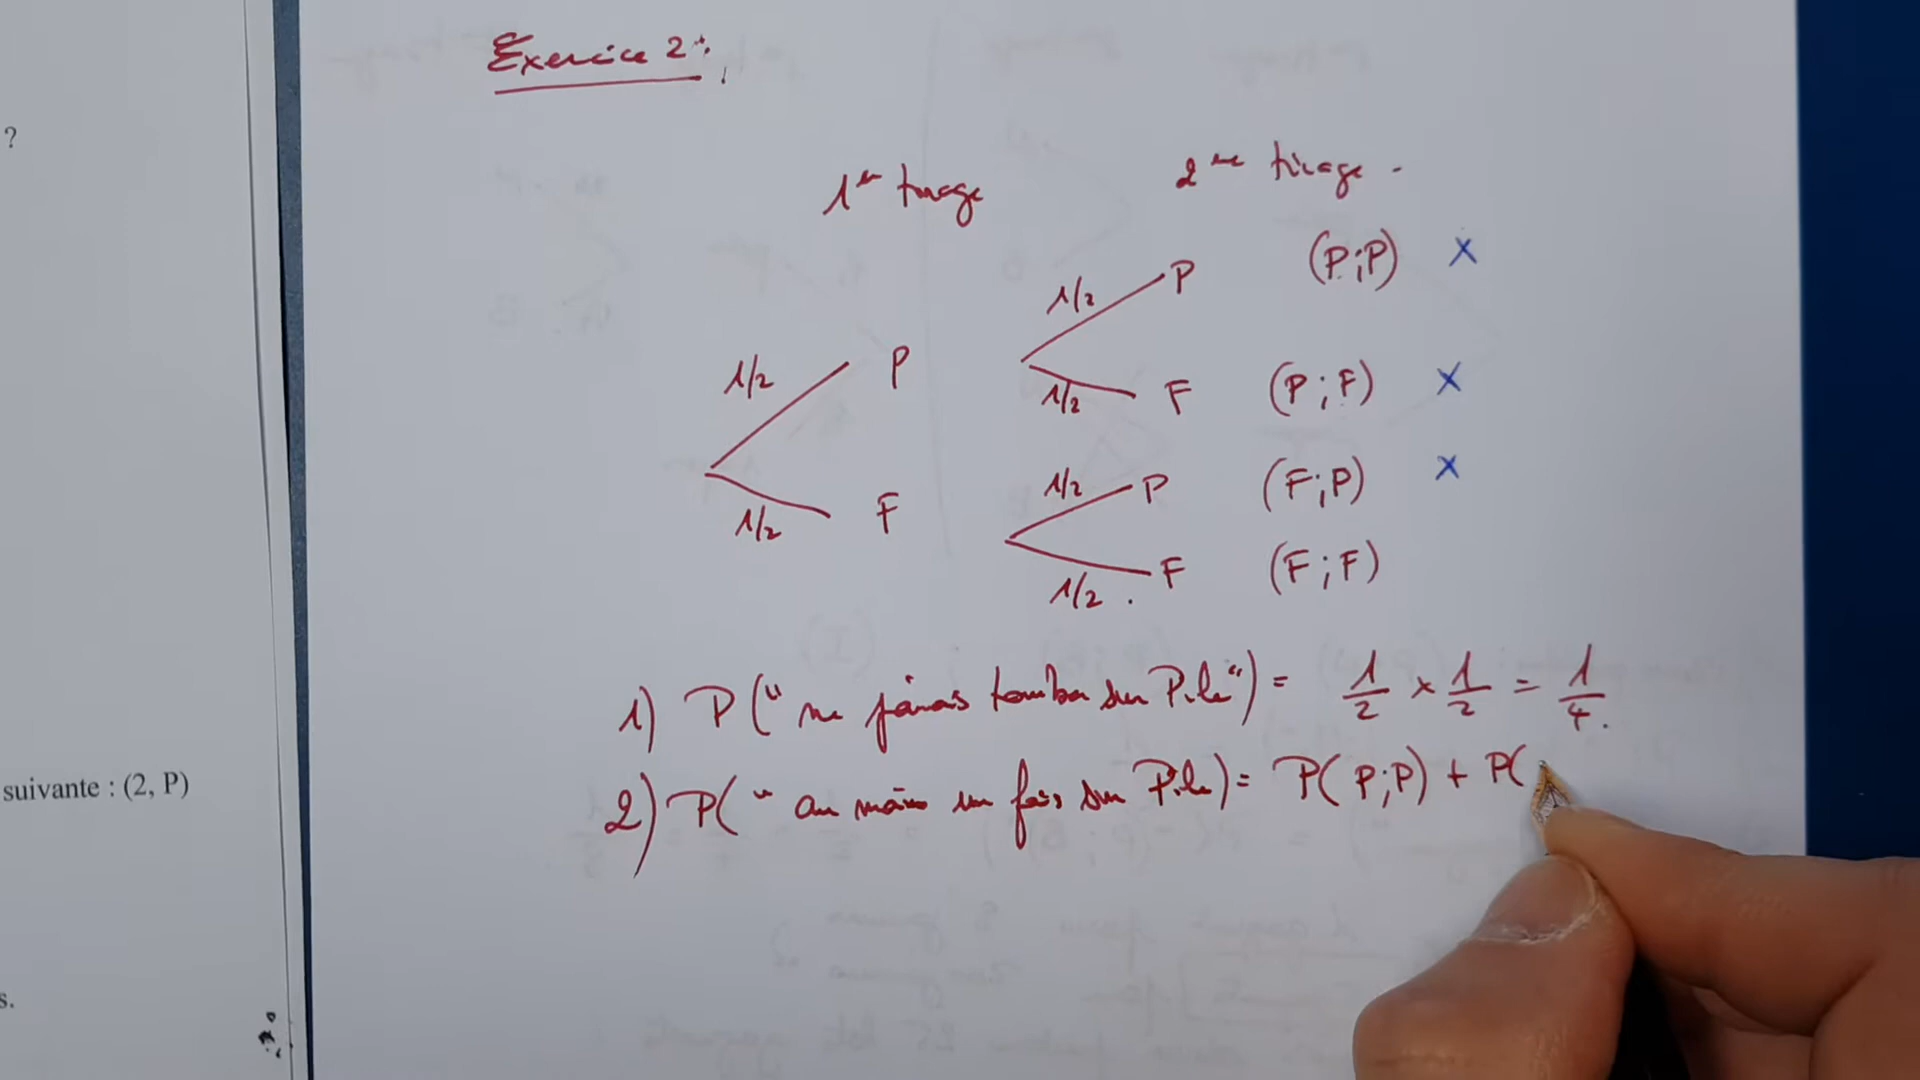 Exercice 2 :
?
1er tirage 2ème tirage
1/2 P (P;P) X
1/2 P
1/2 F (P;F) X
1/2 P (F;P) X
1/2 F
1/2 F (F;F)
1) P(" ne jamais tomber sur Pile") = 1/2 × 1/2 = 1/4.
suivante : (2, P)
2) P(" au moins une fois sur Pile) = P(P;P) + P(
s.